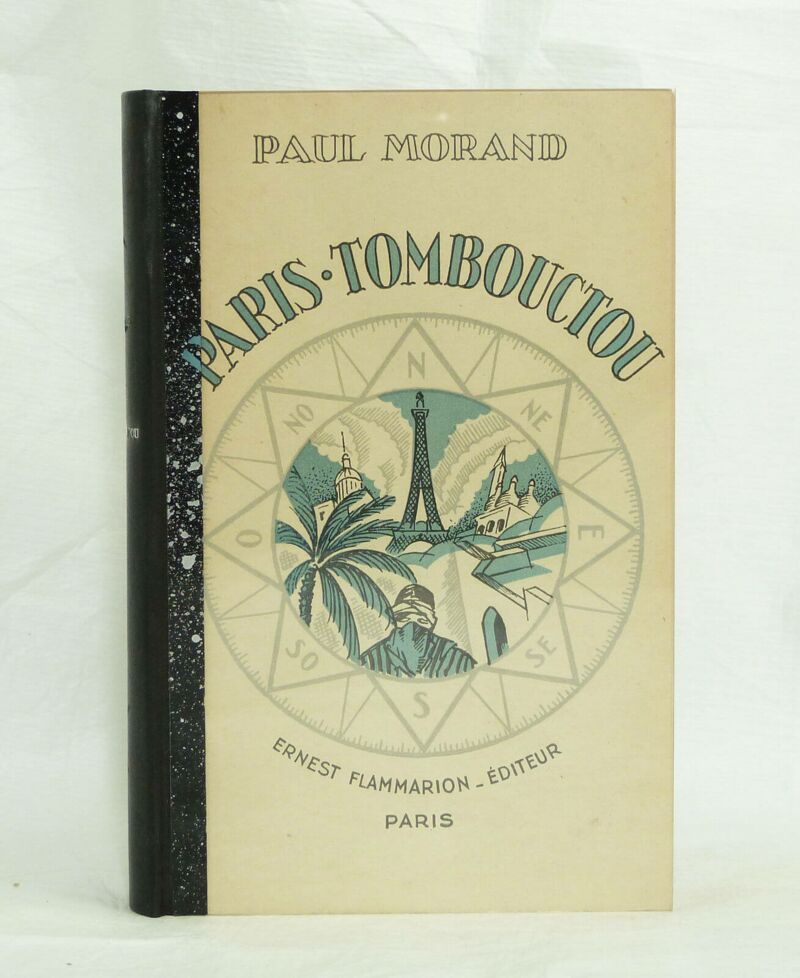 PAUL MORAND
PARIS·TOMBOUCTOU
N
NO
NE
O
E
SO
SE
S
ERNEST FLAMMARION - ÉDITEUR
PARIS